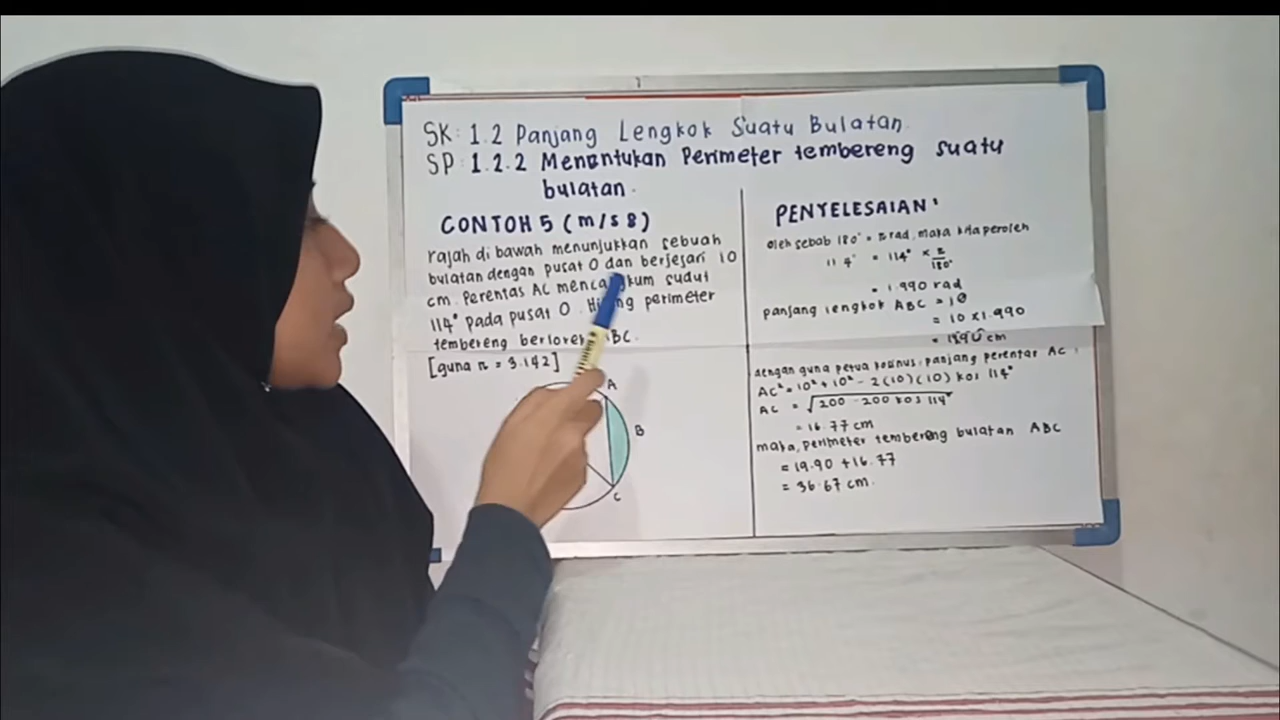 SK: 1.2 Panjang Lengkok Suatu Bulatan.
SP: 1.2.2 Menentukan Perimeter tembereng suatu
bulatan.
CONTOH 5 (m/s 8)
rajah di bawah menunjukkan sebuah
bulatan dengan pusat O dan berjejari 10
cm. Perentas AC mencangkum sudut
114° pada pusat O. perimeter
tembereng
[guna π = 3.142]
A
B
C
PENYELESAIAN:
oleh sebab 180° = π rad, maka kita peroleh
114° = 114° × π/180°
= 1.990 rad
panjang lengkok ABC = jθ
= 10 × 1.990
= cm
dengan guna petua kosinus, panjang perentas AC :
AC² = 10² + 10² - 2(10)(10) kos 114°
AC = √200 - 200 kos 114°
= 16.77 cm
maka, perimeter tembereng bulatan ABC
= 19.90 + 16.77
= 36.67 cm.